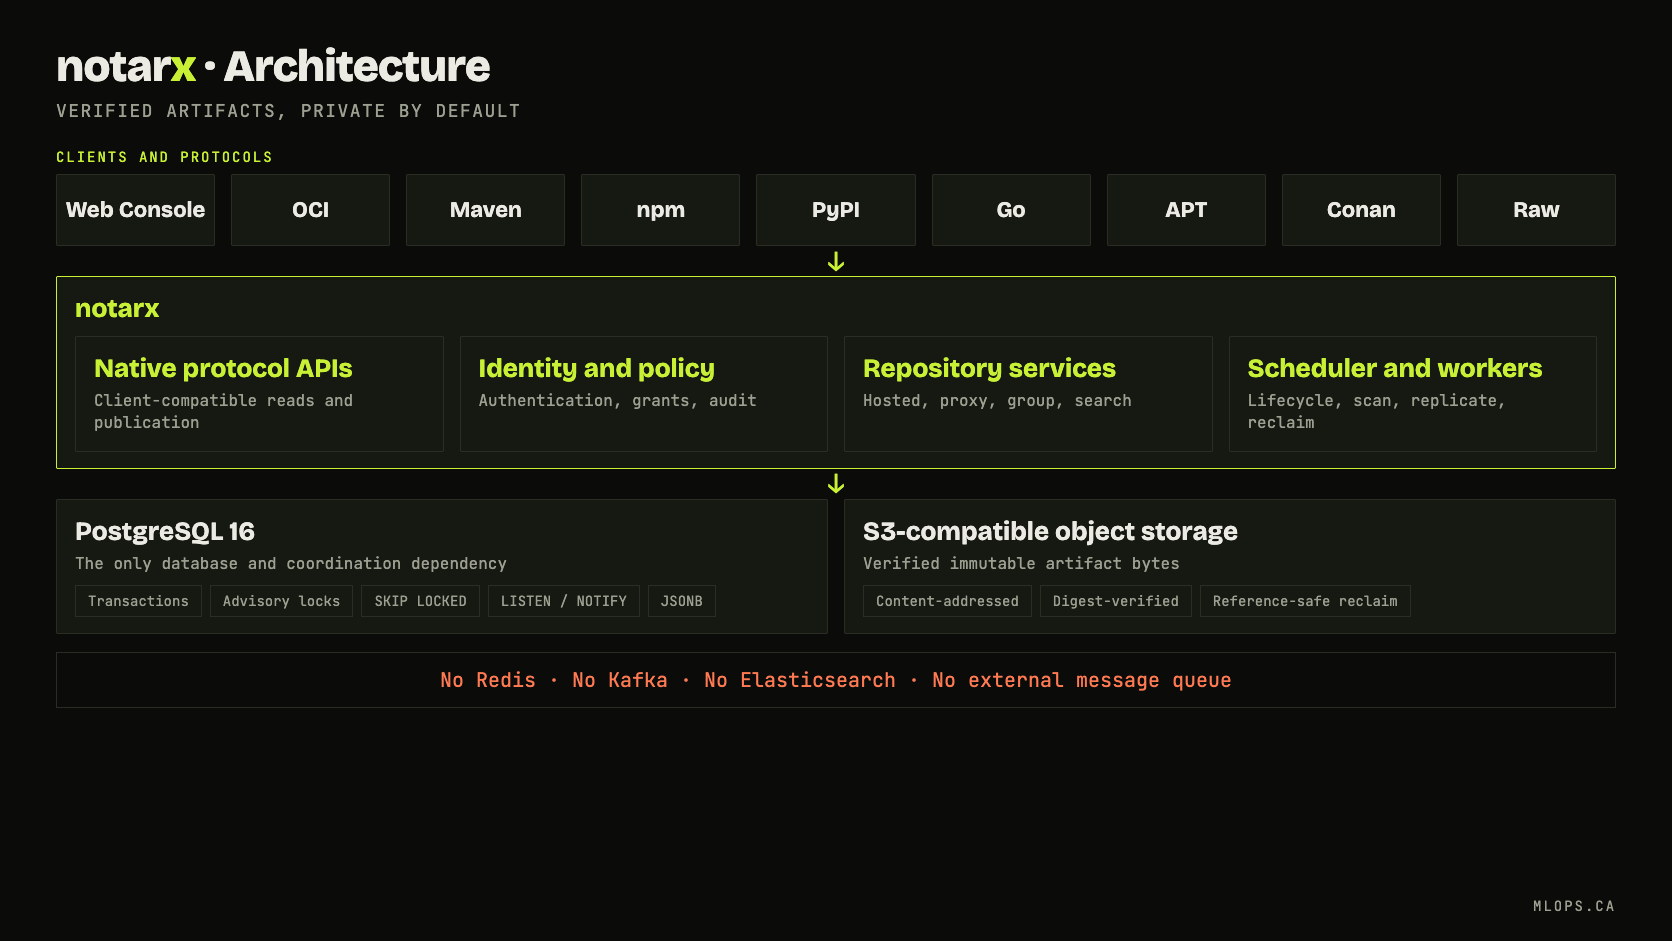 notarx · Architecture
VERIFIED ARTIFACTS, PRIVATE BY DEFAULT
CLIENTS AND PROTOCOLS
Web Console
OCI
Maven
npm
PyPI
Go
APT
Conan
Raw
notarx
Native protocol APIs
Client-compatible reads and
publication
Identity and policy
Authentication, grants, audit
Repository services
Hosted, proxy, group, search
Scheduler and workers
Lifecycle, scan, replicate,
reclaim
PostgreSQL 16
The only database and coordination dependency
Transactions
Advisory locks
SKIP LOCKED
LISTEN / NOTIFY
JSONB
S3-compatible object storage
Verified immutable artifact bytes
Content-addressed
Digest-verified
Reference-safe reclaim
No Redis · No Kafka · No Elasticsearch · No external message queue
MLOPS.CA